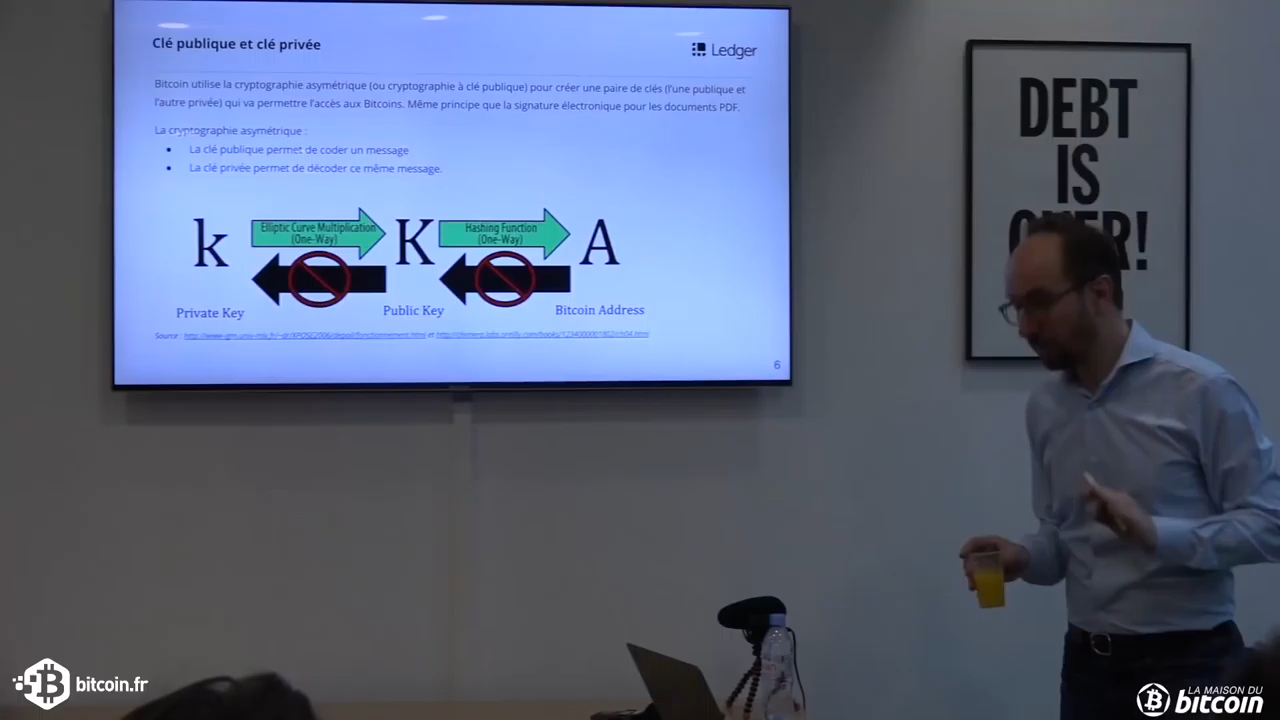 Clé publique et clé privée
Ledger
Bitcoin utilise la cryptographie asymétrique (ou cryptographie à clé publique) pour créer une paire de clés (l'une publique et
l'autre privée) qui va permettre l'accès aux Bitcoins. Même principe que la signature électronique pour les documents PDF.
La cryptographie asymétrique :
• La clé publique permet de coder un message
• La clé privée permet de décoder ce même message.
k
Elliptic Curve Multiplication
(One-Way)
K
Hashing Function
(One-Way)
A
Private Key
Public Key
Bitcoin Address
Source :
et
6
DEBT
IS
R!
bitcoin.fr
LA MAISON DU
bitcoin